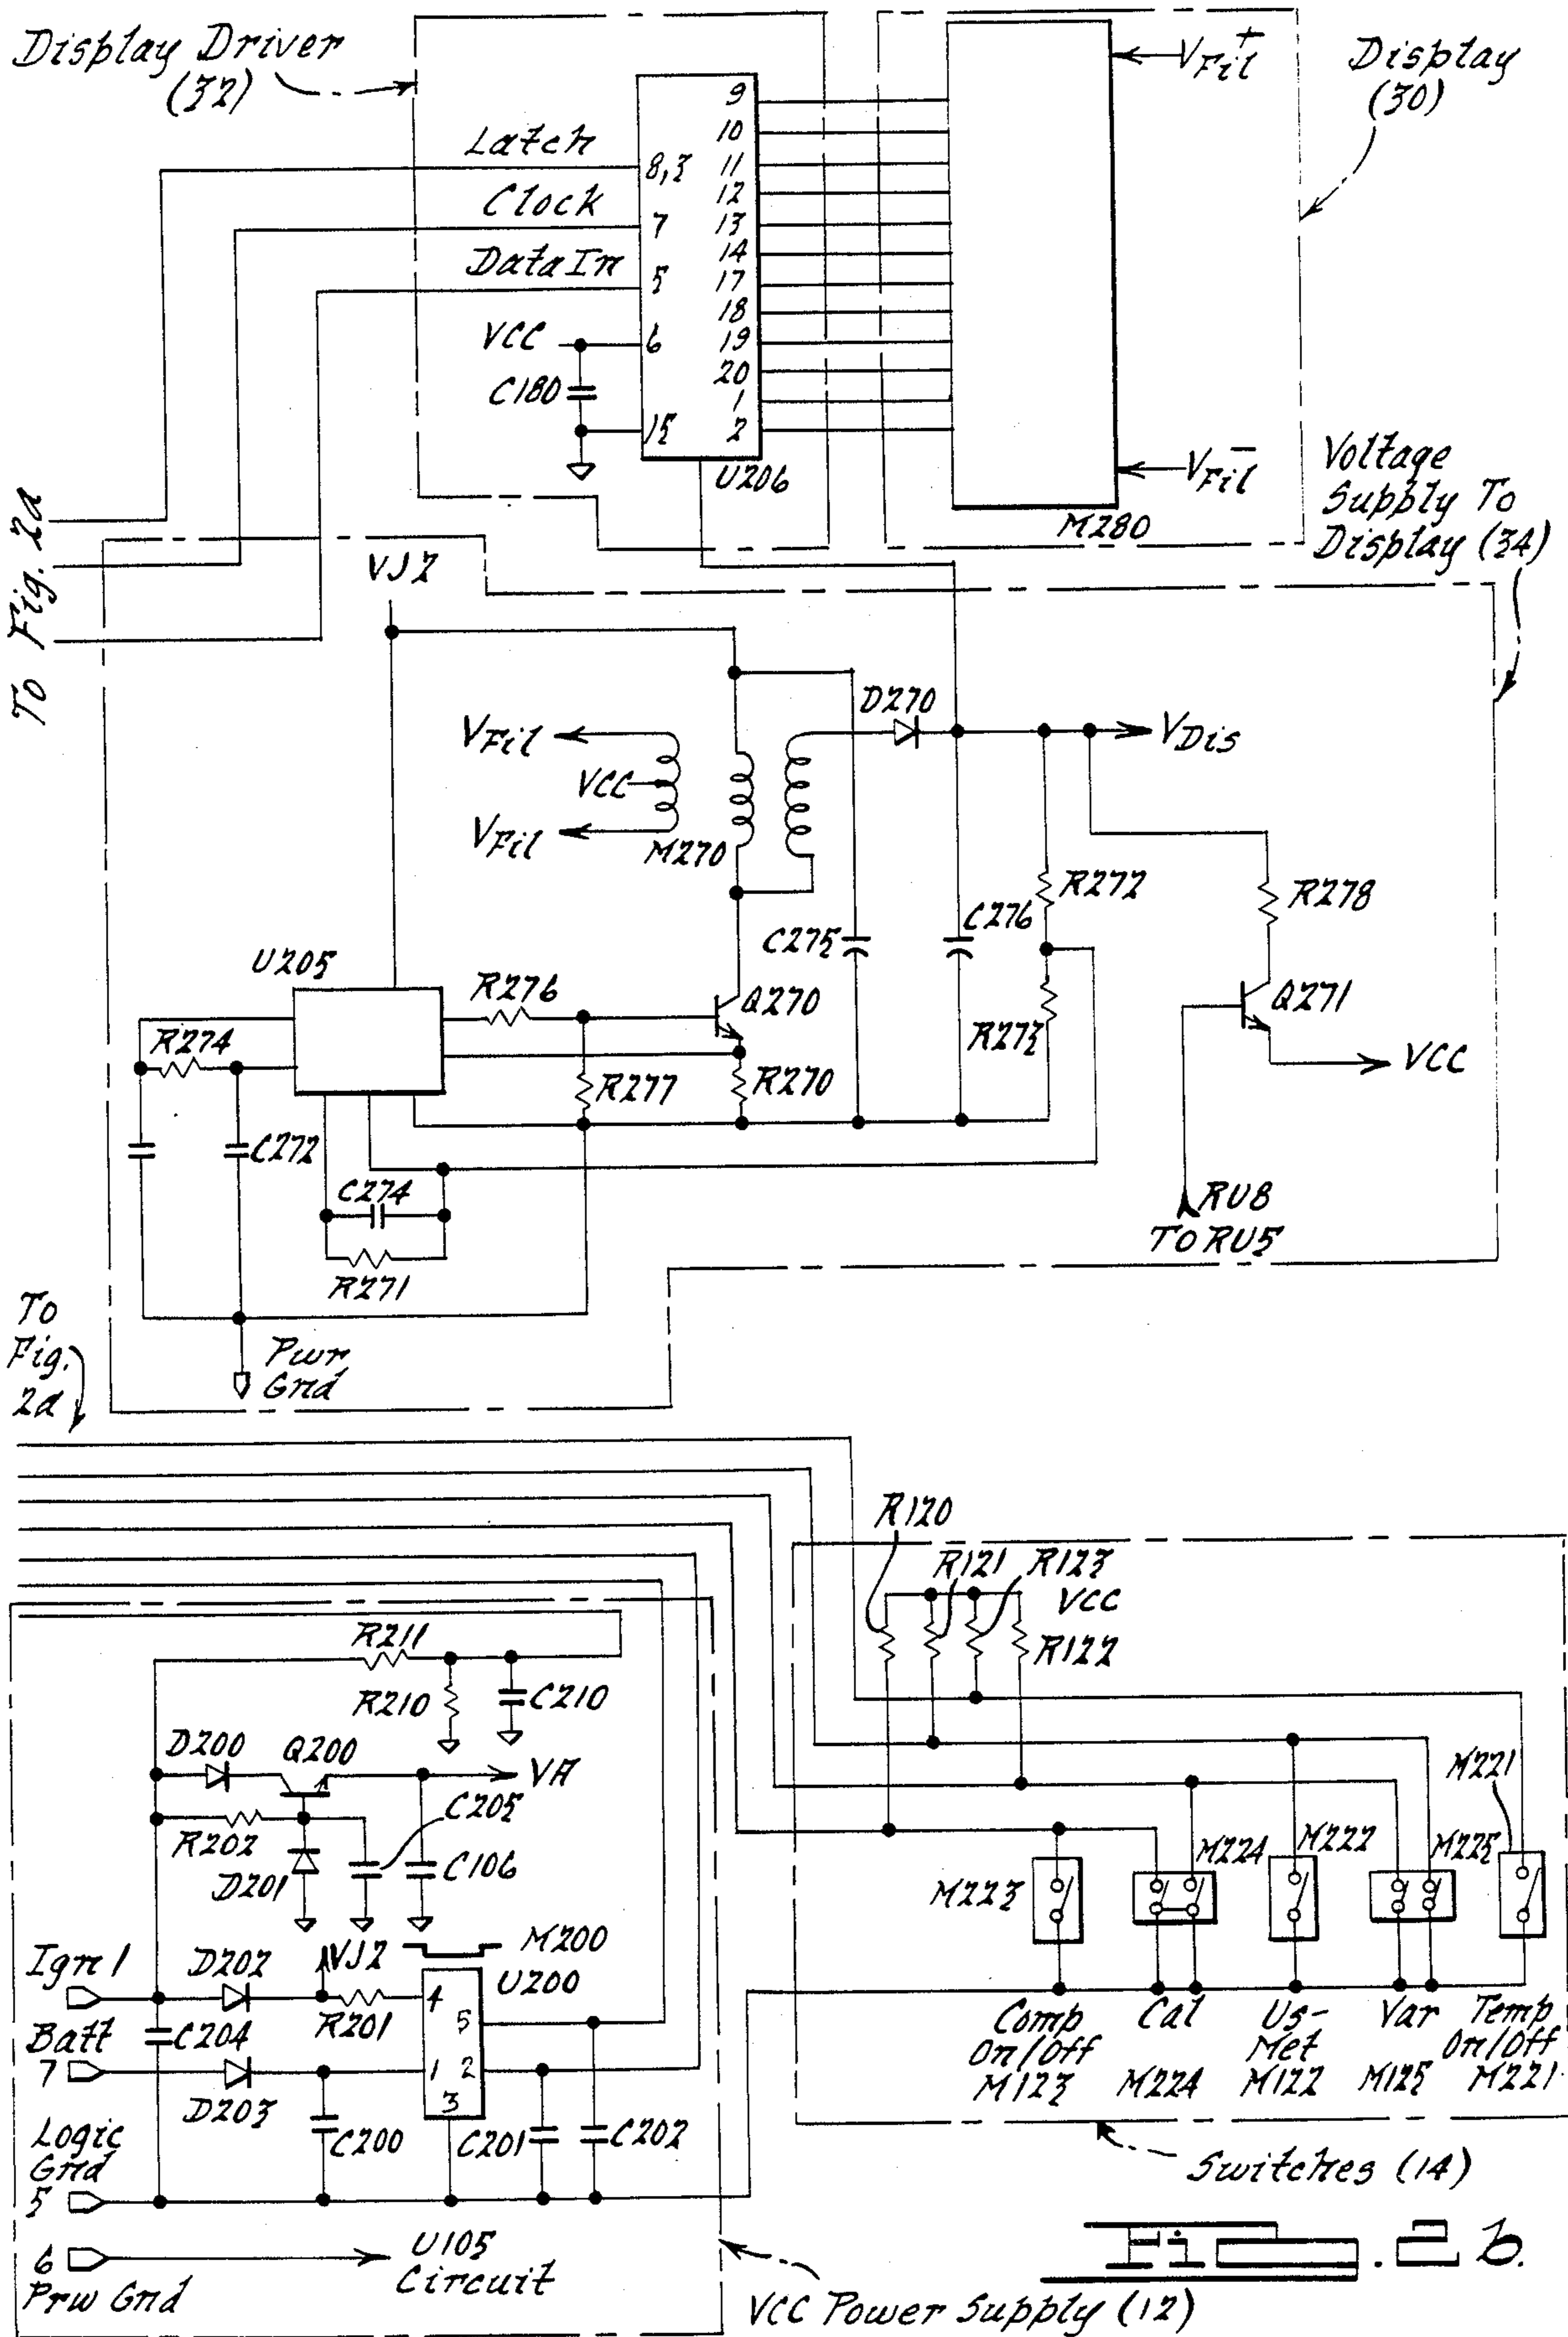 Display Driver
(32)
Latch
Clock
Data In
8,3
7
5
VCC
6
C180
15
9
10
11
12
13
14
17
18
19
20
1
2
U206
VFil+
VFil-
M280
Display
(30)
Voltage
Supply To
Display (34)
To Fig. 2a
VJ2
VFil
VCC
VFil
M270
D270
VDis
R272
R278
C275
C276
R273
Q271
VCC
U205
R276
Q270
R274
R277
R270
C272
C274
R271
RU8
TO RU5
Pwr
Gnd
To
Fig.
2a
R120
R121
R123
VCC
R122
R211
R210
C210
D200
Q200
VA
C205
R202
D201
C106
M221
M224
M222
M225
M223
Ign 1
D202
VJ2
M200
U200
R201
4
5
Batt
7
C204
D203
1
2
3
C200
C201
C202
Logic
Gnd
5
6
Prw Gnd
U105
Circuit
Comp
On/Off
M123
Cal
M224
Us-
Met
M122
Var
M125
Temp
On/Off
M221
Switches (14)
VCC Power Supply (12)
Fig. 2b.